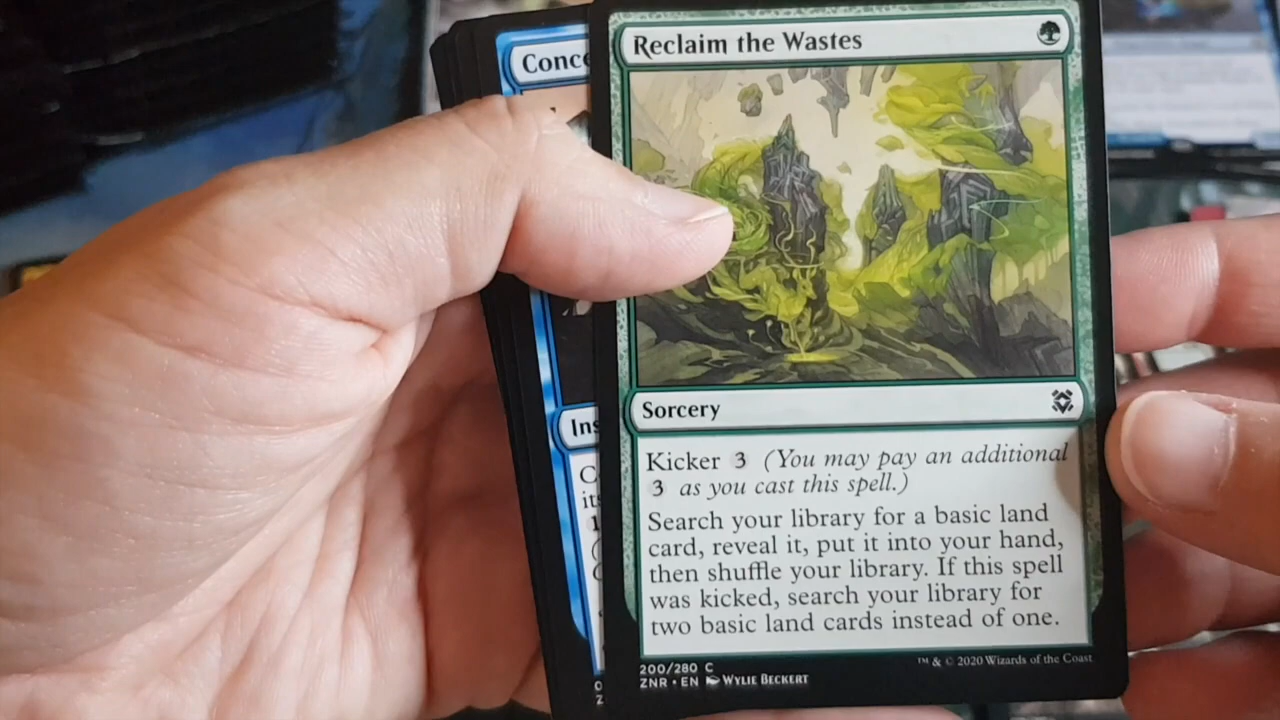 Reclaim the Wastes
Conce
Sorcery
Ins
Kicker 3 (You may pay an additional
3 as you cast this spell.)
Search your library for a basic land
card, reveal it, put it into your hand,
then shuffle your library. If this spell
was kicked, search your library for
two basic land cards instead of one.
200/280 C
ZNR • EN Wylie Beckert
™ & © 2020 Wizards of the Coast